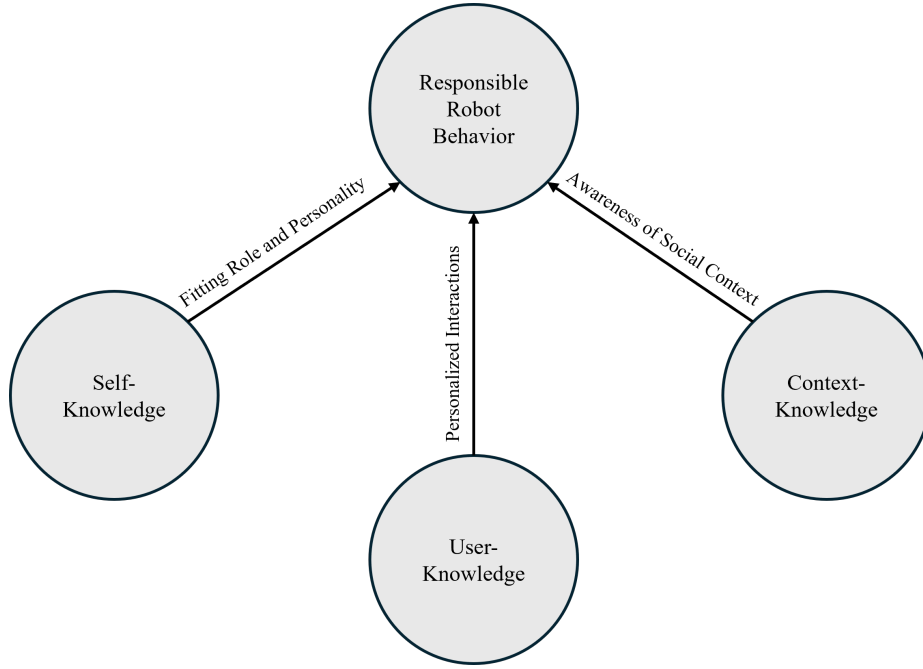 Responsible
Robot
Behavior
Fitting Role and Personality
Personalized Interactions
Awareness of Social Context
Self-
Knowledge
Context-
Knowledge
User-
Knowledge